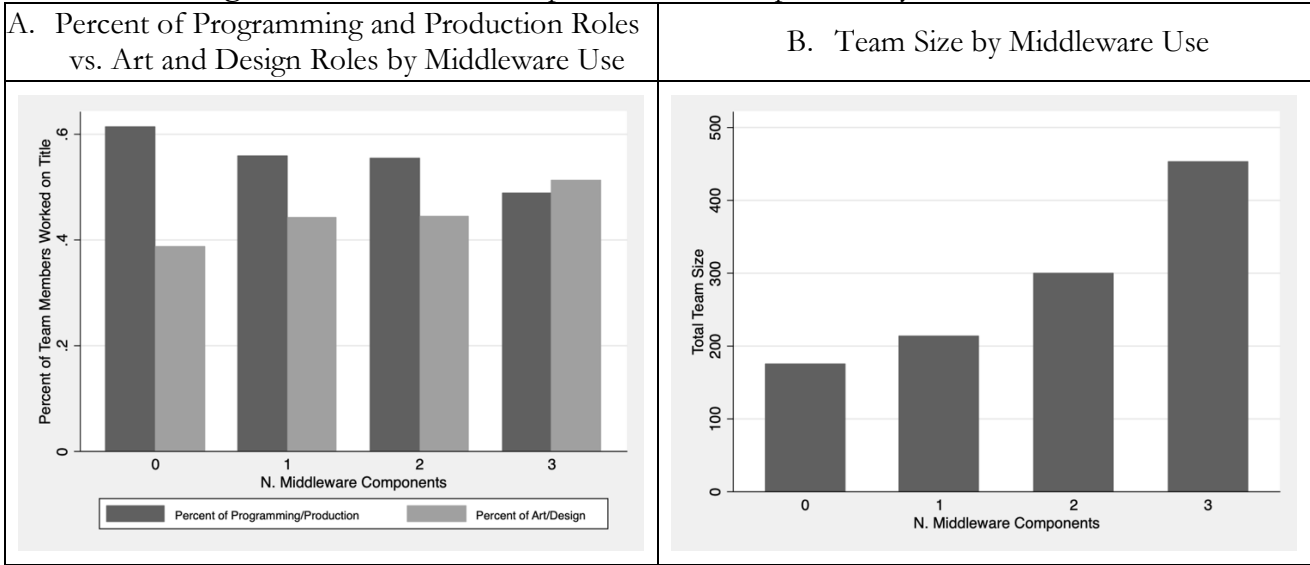 A. Percent of Programming and Production Roles
vs. Art and Design Roles by Middleware Use
B. Team Size by Middleware Use
Percent of Team Members Worked on Title
.6
.4
.2
0
0 1 2 3
N. Middleware Components
Percent of Programming/Production Percent of Art/Design
Total Team Size
500
400
300
200
100
0
0 1 2 3
N. Middleware Components